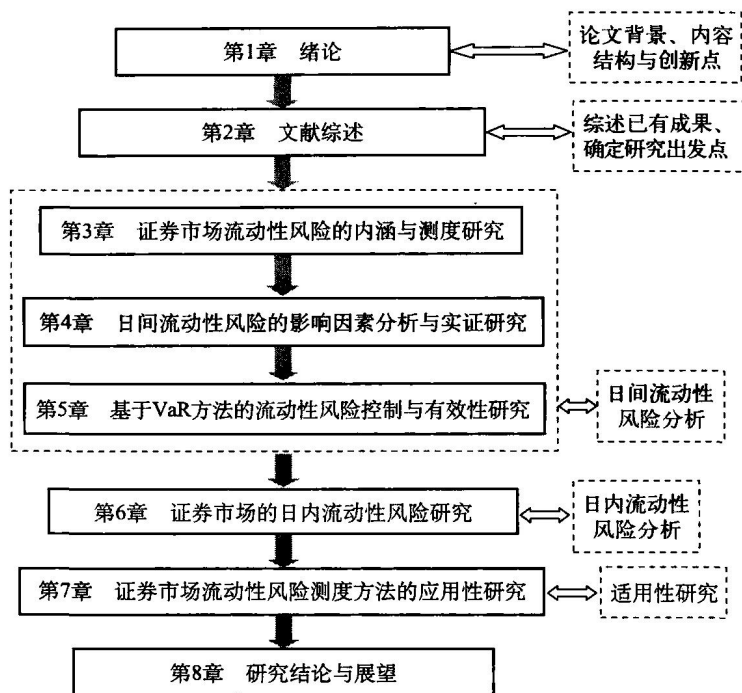 第1章 绪论
论文背景、内容
结构与创新点
第2章 文献综述
综述已有成果、
确定研究出发点
第3章 证券市场流动性风险的内涵与测度研究
第4章 日间流动性风险的影响因素分析与实证研究
第5章 基于VaR方法的流动性风险控制与有效性研究
日间流动性
风险分析
第6章 证券市场的日内流动性风险研究
日内流动性
风险分析
第7章 证券市场流动性风险测度方法的应用性研究
适用性研究
第8章 研究结论与展望